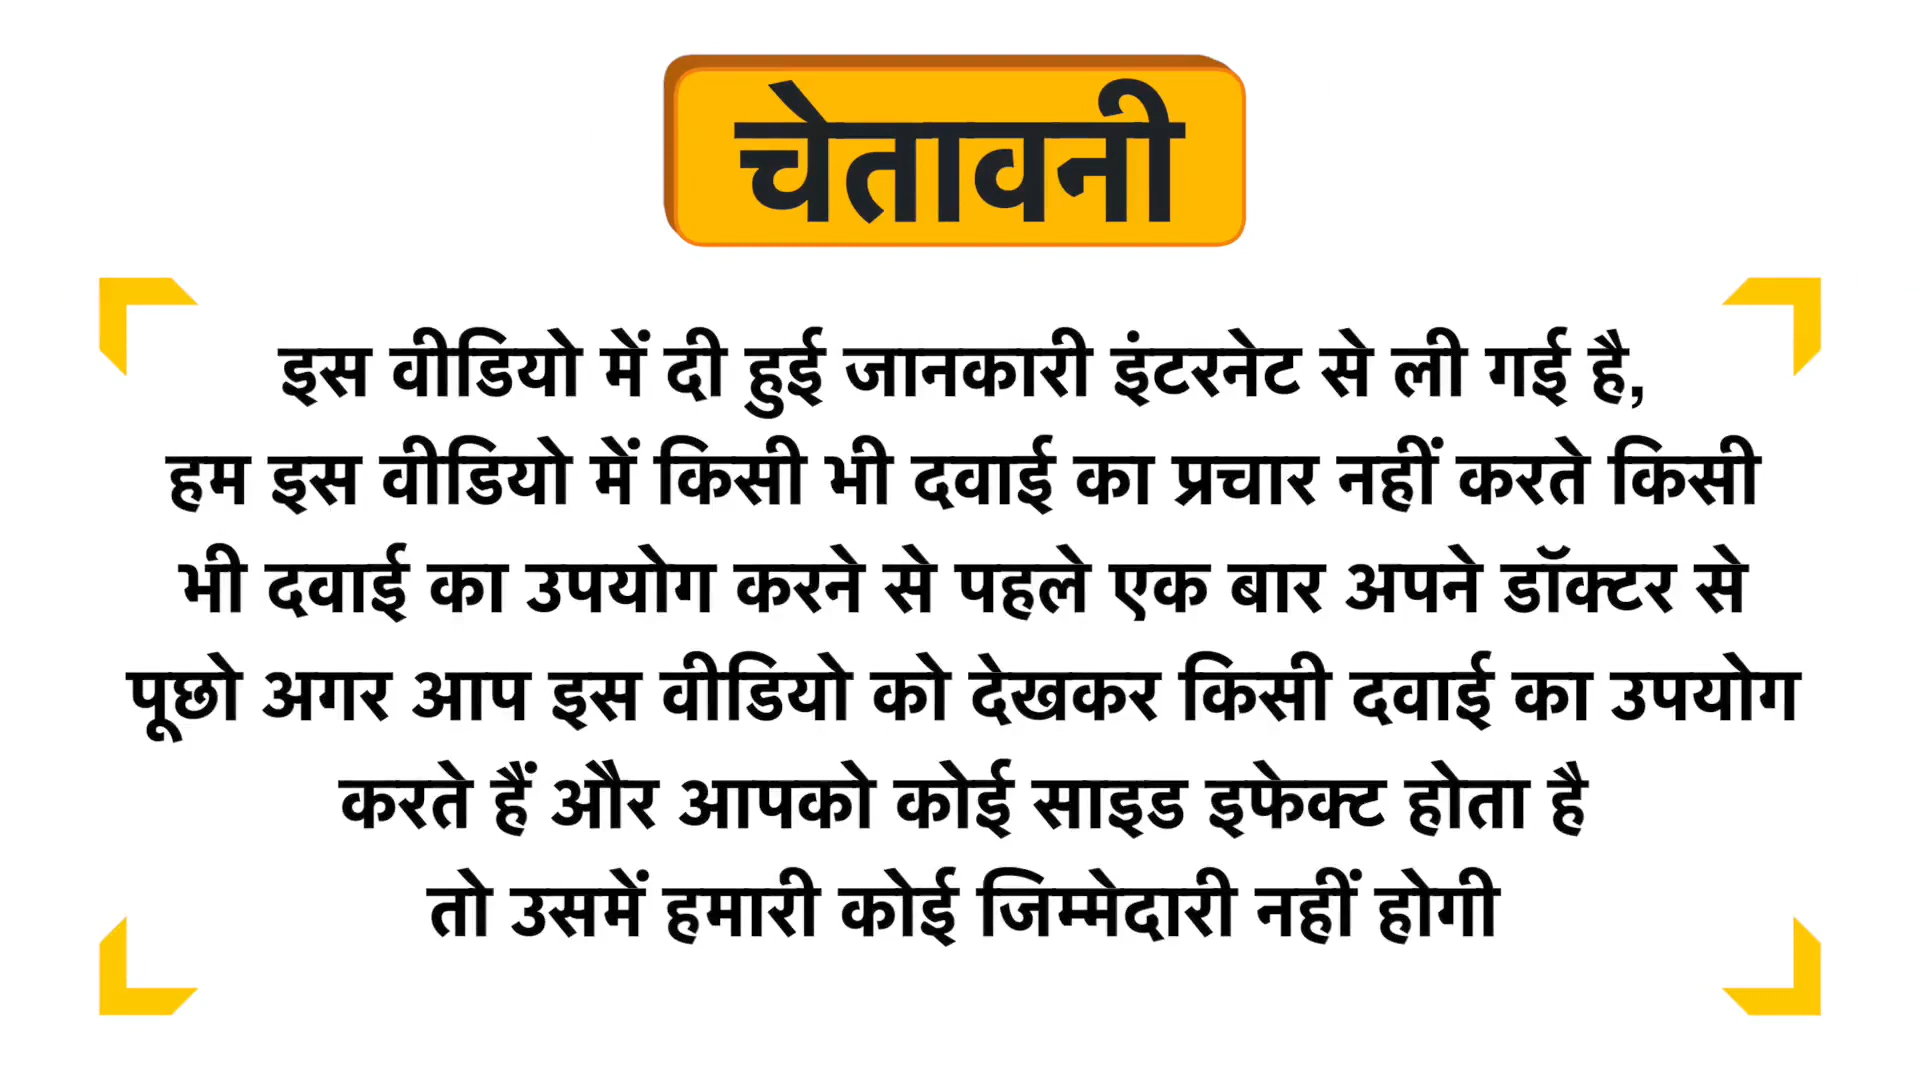 चेतावनी
इस वीडियो में दी हुई जानकारी इंटरनेट से ली गई है,
हम इस वीडियो में किसी भी दवाई का प्रचार नहीं करते किसी
भी दवाई का उपयोग करने से पहले एक बार अपने डॉक्टर से
पूछो अगर आप इस वीडियो को देखकर किसी दवाई का उपयोग
करते हैं और आपको कोई साइड इफेक्ट होता है
तो उसमें हमारी कोई जिम्मेदारी नहीं होगी